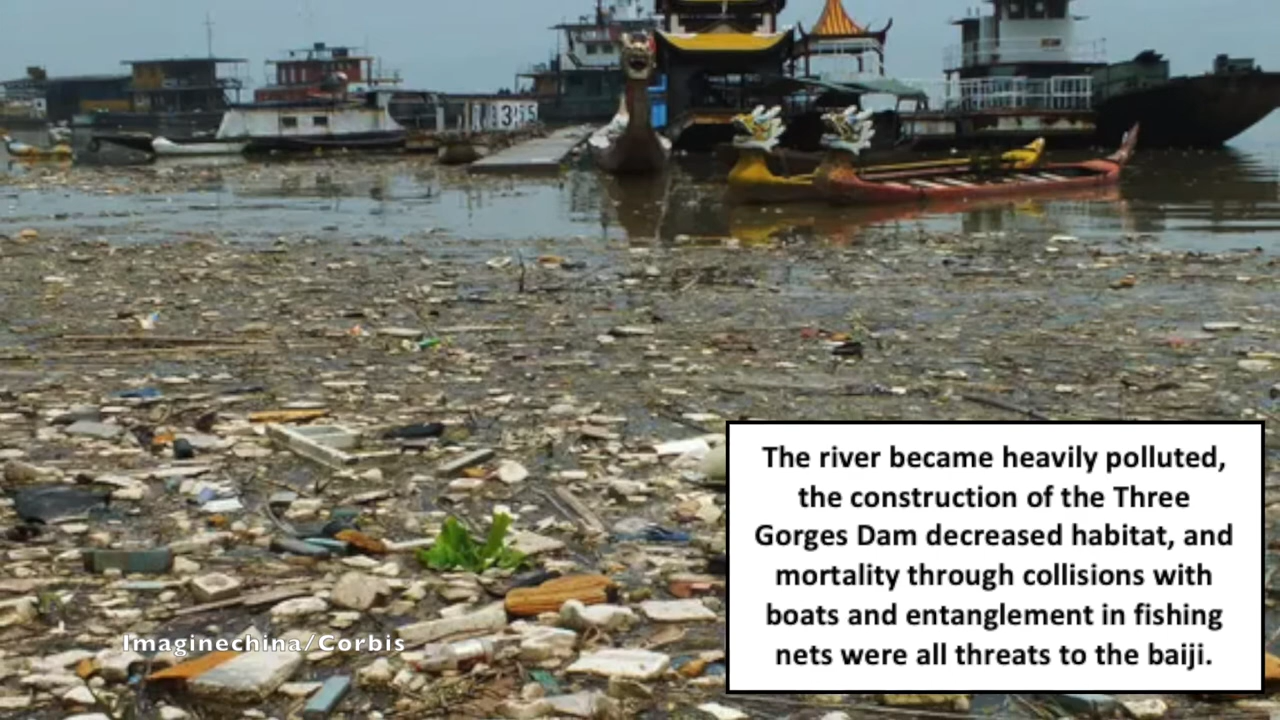 The river became heavily polluted,
the construction of the Three
Gorges Dam decreased habitat, and
mortality through collisions with
boats and entanglement in fishing
nets were all threats to the baiji.
Imaginechina/Corbis